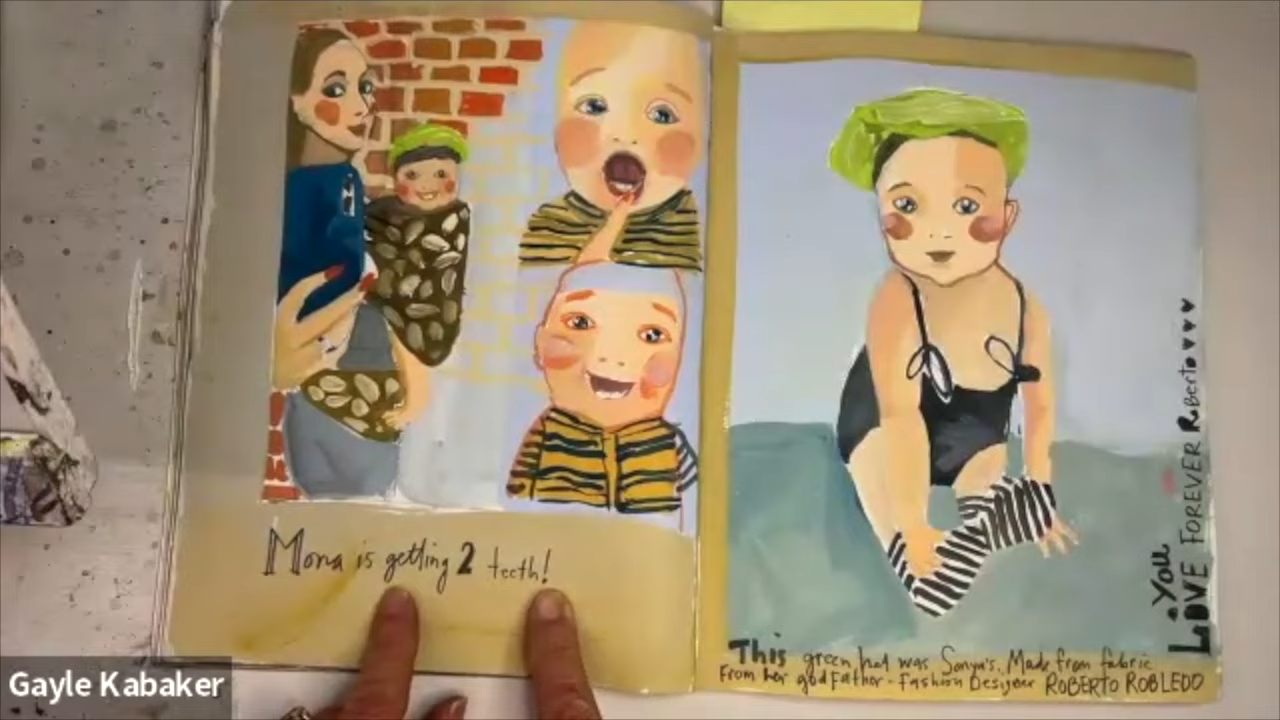 Mona is getting 2 teeth!
This green hat was Sonya's. Made from fabric
From her godFather - Fashion Designer ROBERTO ROBLEDO
I LOVE You
FOREVER Roberto ♥♥♥
Gayle Kabaker